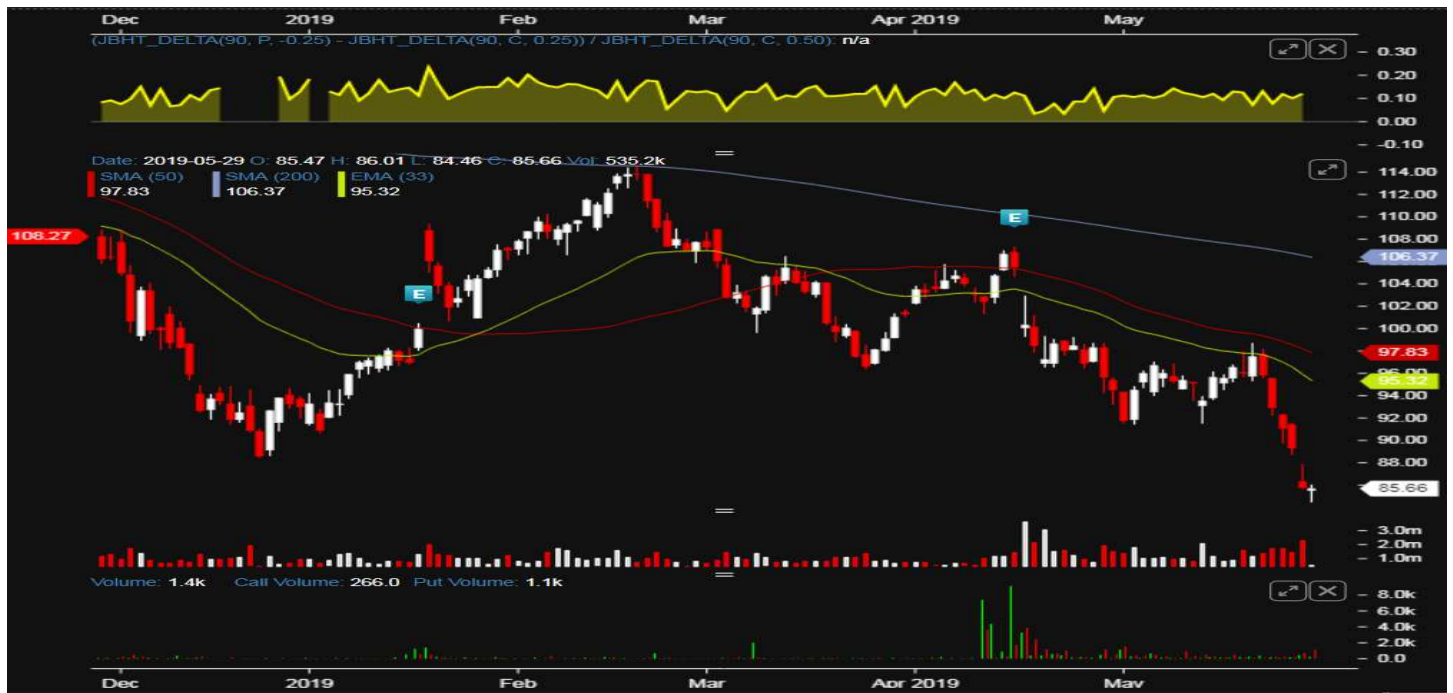 Dec 2019 Feb Mar Apr 2019 May
(JBHT_DELTA(90, P, -0.25) - JBHT_DELTA(90, C, 0.25)) / JBHT_DELTA(90, C, 0.50): n/a
0.30
0.20
0.10
0.00
-0.10
Date: 2019-05-29 O: 85.47 H: 86.01 L: 84.46 C: 85.66 Vol: 535.2k
SMA (50) SMA (200) EMA (33)
97.83 106.37 95.32
114.00
112.00
110.00
E
108.00
108.27
106.37
104.00
E
102.00
100.00
97.83
96.00
95.32
94.00
92.00
90.00
88.00
85.66
3.0m
2.0m
1.0m
Volume: 1.4k Call Volume: 266.0 Put Volume: 1.1k
8.0k
6.0k
4.0k
2.0k
0.0
Dec 2019 Feb Mar Apr 2019 May